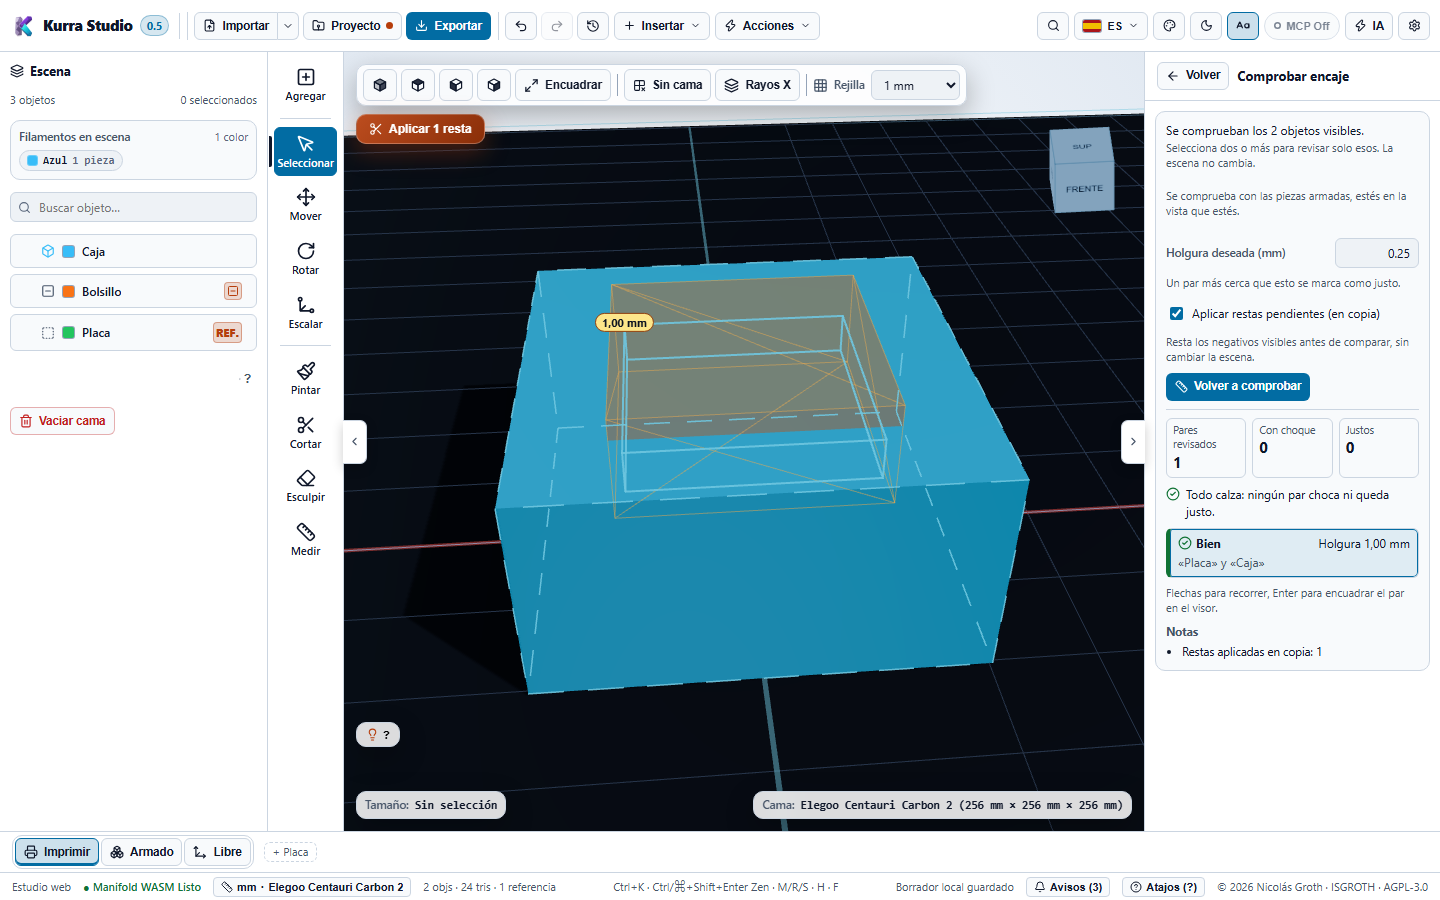 Kurra Studio 0.5 Importar Proyecto Exportar Insertar Acciones ES Aa MCP Off IA
Escena
3 objetos 0 seleccionados
Filamentos en escena 1 color
Azul 1 pieza
Buscar objeto...
Caja
Bolsillo
Placa REF.
· ?
Vaciar cama
Agregar
Seleccionar
Mover
Rotar
Escalar
Pintar
Cortar
Esculpir
Medir
Encuadrar Sin cama Rayos X Rejilla 1 mm
Aplicar 1 resta
SUP
FRENTE
1,00 mm
?
Tamaño: Sin selección
Cama: Elegoo Centauri Carbon 2 (256 mm × 256 mm × 256 mm)
Volver Comprobar encaje
Se comprueban los 2 objetos visibles.
Selecciona dos o más para revisar solo esos. La
escena no cambia.
Se comprueba con las piezas armadas, estés en la
vista que estés.
Holgura deseada (mm) 0.25
Un par más cerca que esto se marca como justo.
Aplicar restas pendientes (en copia)
Resta los negativos visibles antes de comparar, sin
cambiar la escena.
Volver a comprobar
Pares
revisados
1
Con choque
0
Justos
0
Todo calza: ningún par choca ni queda
justo.
Bien Holgura 1,00 mm
«Placa» y «Caja»
Flechas para recorrer, Enter para encuadrar el par
en el visor.
Notas
• Restas aplicadas en copia: 1
Imprimir Armado Libre + Placa
Estudio web ● Manifold WASM Listo mm · Elegoo Centauri Carbon 2 2 objs · 24 tris · 1 referencia Ctrl+K · Ctrl/⌘+Shift+Enter Zen · M/R/S · H · F Borrador local guardado Avisos (3) Atajos (?) © 2026 Nicolás Groth · ISGROTH · AGPL-3.0